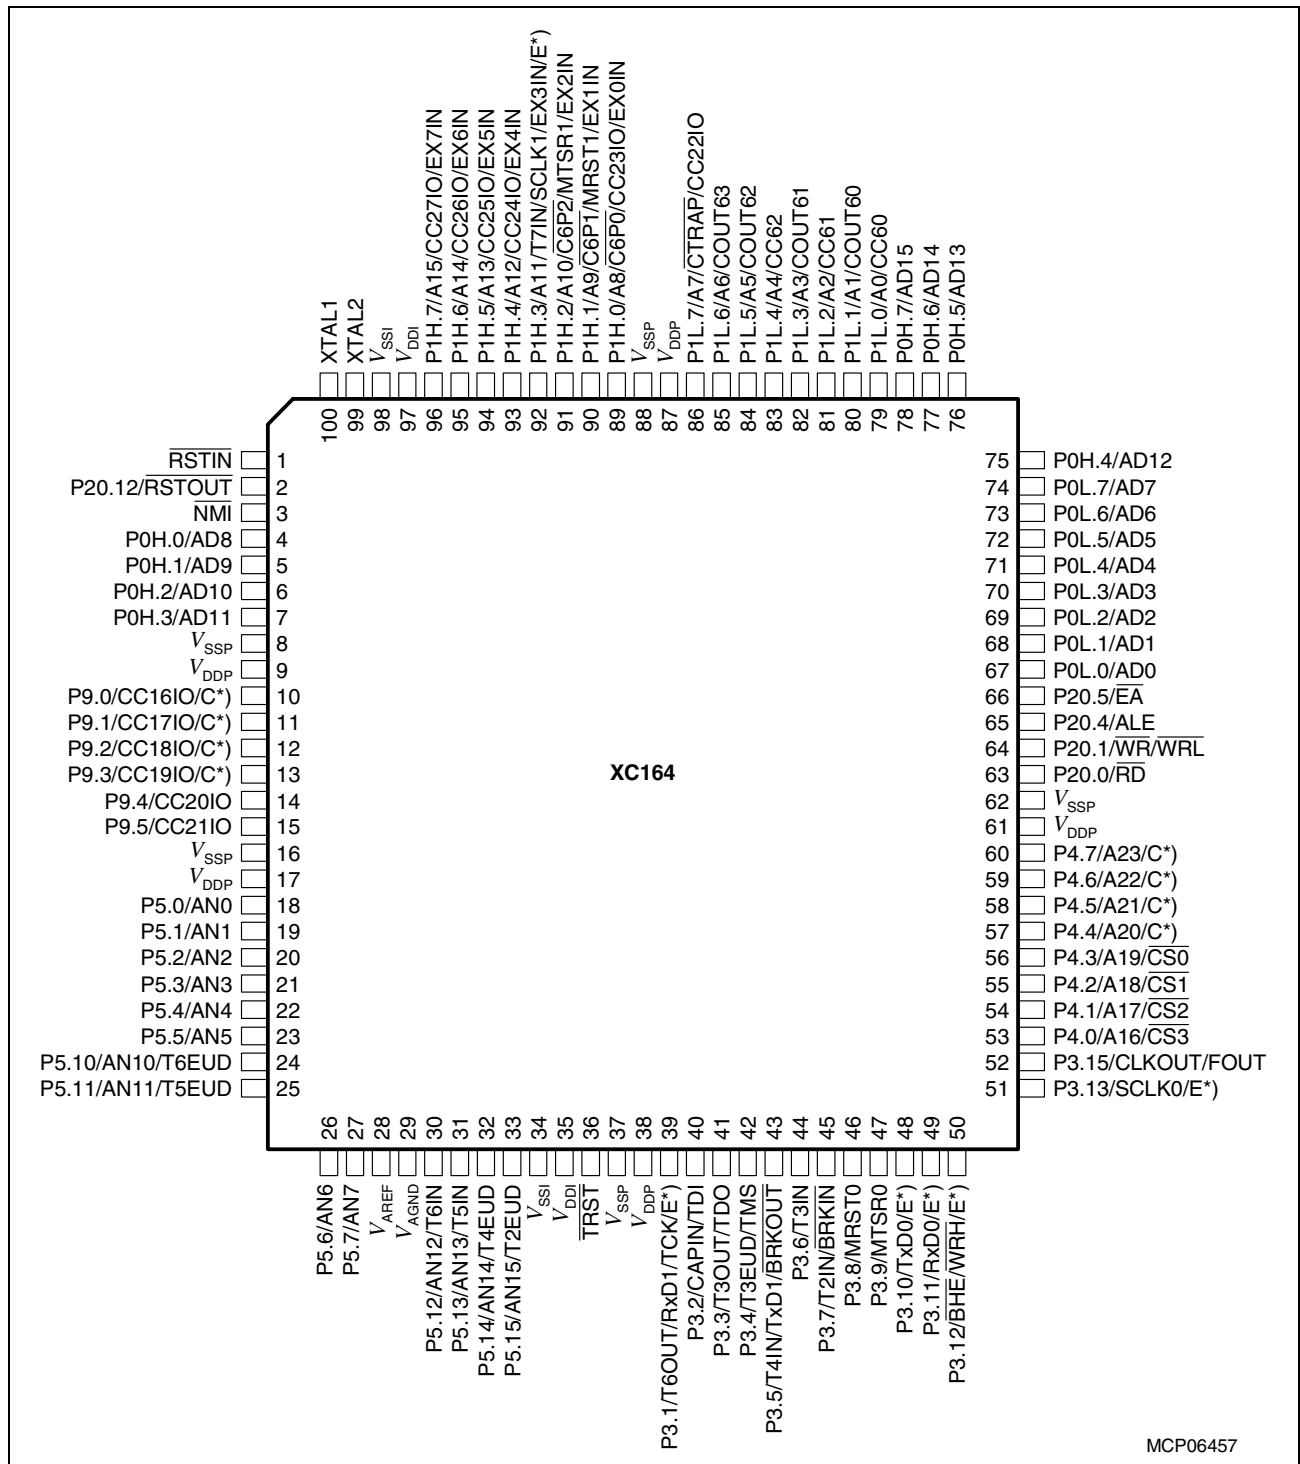 XTAL1
XTAL2
VSSI
VDDI
P1H.7/A15/CC27IO/EX7IN
P1H.6/A14/CC26IO/EX6IN
P1H.5/A13/CC25IO/EX5IN
P1H.4/A12/CC24IO/EX4IN
P1H.3/A11/T7IN/SCLK1/EX3IN/E*)
P1H.2/A10/C6P2/MTSR1/EX2IN
P1H.1/A9/C6P1/MRST1/EX1IN
P1H.0/A8/C6P0/CC23IO/EX0IN
VSSP
VDDP
P1L.7/A7/CTRAP/CC22IO
P1L.6/A6/COUT63
P1L.5/A5/COUT62
P1L.4/A4/CC62
P1L.3/A3/COUT61
P1L.2/A2/CC61
P1L.1/A1/COUT60
P1L.0/A0/CC60
P0H.7/AD15
P0H.6/AD14
P0H.5/AD13
100
99
98
97
96
95
94
93
92
91
90
89
88
87
86
85
84
83
82
81
80
79
78
77
76
RSTIN 1
P20.12/RSTOUT 2
NMI 3
P0H.0/AD8 4
P0H.1/AD9 5
P0H.2/AD10 6
P0H.3/AD11 7
VSSP 8
VDDP 9
P9.0/CC16IO/C*) 10
P9.1/CC17IO/C*) 11
P9.2/CC18IO/C*) 12
P9.3/CC19IO/C*) 13
P9.4/CC20IO 14
P9.5/CC21IO 15
VSSP 16
VDDP 17
P5.0/AN0 18
P5.1/AN1 19
P5.2/AN2 20
P5.3/AN3 21
P5.4/AN4 22
P5.5/AN5 23
P5.10/AN10/T6EUD 24
P5.11/AN11/T5EUD 25
XC164
75 P0H.4/AD12
74 P0L.7/AD7
73 P0L.6/AD6
72 P0L.5/AD5
71 P0L.4/AD4
70 P0L.3/AD3
69 P0L.2/AD2
68 P0L.1/AD1
67 P0L.0/AD0
66 P20.5/EA
65 P20.4/ALE
64 P20.1/WR/WRL
63 P20.0/RD
62 VSSP
61 VDDP
60 P4.7/A23/C*)
59 P4.6/A22/C*)
58 P4.5/A21/C*)
57 P4.4/A20/C*)
56 P4.3/A19/CS0
55 P4.2/A18/CS1
54 P4.1/A17/CS2
53 P4.0/A16/CS3
52 P3.15/CLKOUT/FOUT
51 P3.13/SCLK0/E*)
26
27
28
29
30
31
32
33
34
35
36
37
38
39
40
41
42
43
44
45
46
47
48
49
50
P5.6/AN6
P5.7/AN7
VAREF
VAGND
P5.12/AN12/T6IN
P5.13/AN13/T5IN
P5.14/AN14/T4EUD
P5.15/AN15/T2EUD
VSSI
VDDI
TRST
VSSP
VDDP
P3.1/T6OUT/RxD1/TCK/E*)
P3.2/CAPIN/TDI
P3.3/T3OUT/TDO
P3.4/T3EUD/TMS
P3.5/T4IN/TxD1/BRKOUT
P3.6/T3IN
P3.7/T2IN/BRKIN
P3.8/MRST0
P3.9/MTSR0
P3.10/TxD0/E*)
P3.11/RxD0/E*)
P3.12/BHE/WRH/E*)
MCP06457